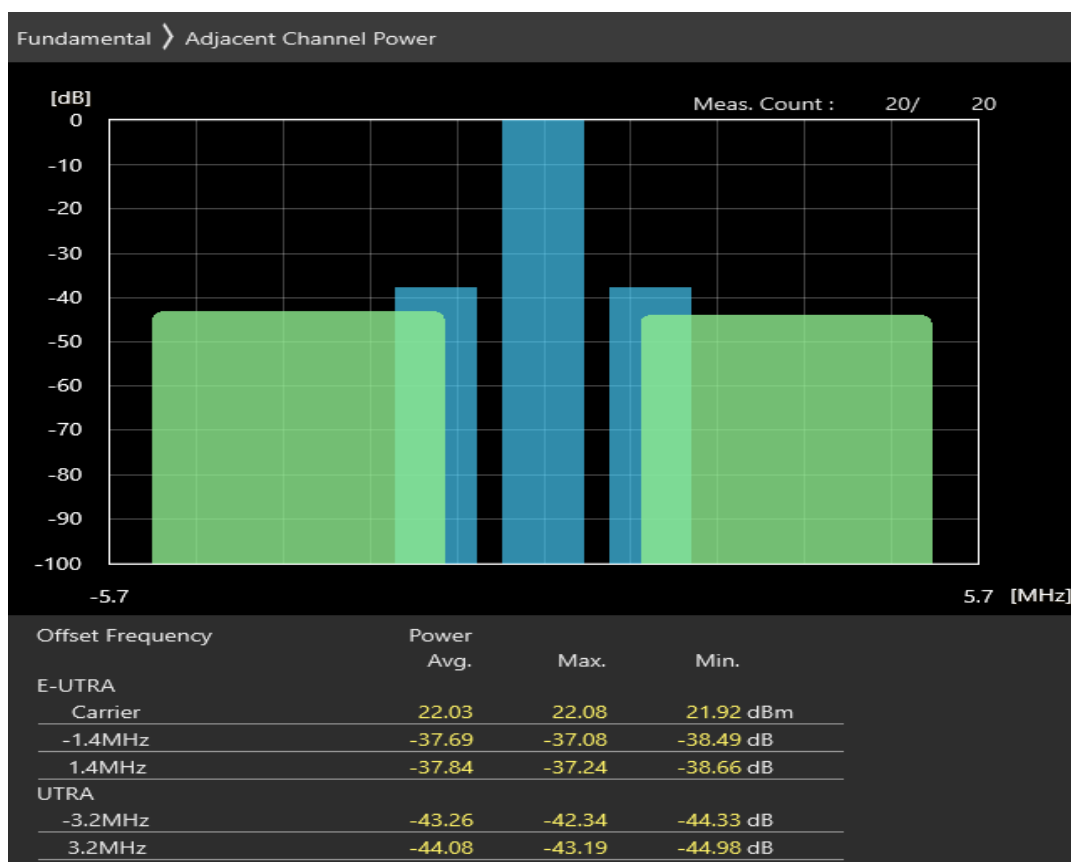 Fundamental ❯ Adjacent Channel Power
[dB]
Meas. Count : 20/ 20
0
-10
-20
-30
-40
-50
-60
-70
-80
-90
-100
-5.7 5.7 [MHz]
Offset Frequency Power
Avg. Max. Min.
E-UTRA
Carrier 22.03 22.08 21.92 dBm
-1.4MHz -37.69 -37.08 -38.49 dB
1.4MHz -37.84 -37.24 -38.66 dB
UTRA
-3.2MHz -43.26 -42.34 -44.33 dB
3.2MHz -44.08 -43.19 -44.98 dB